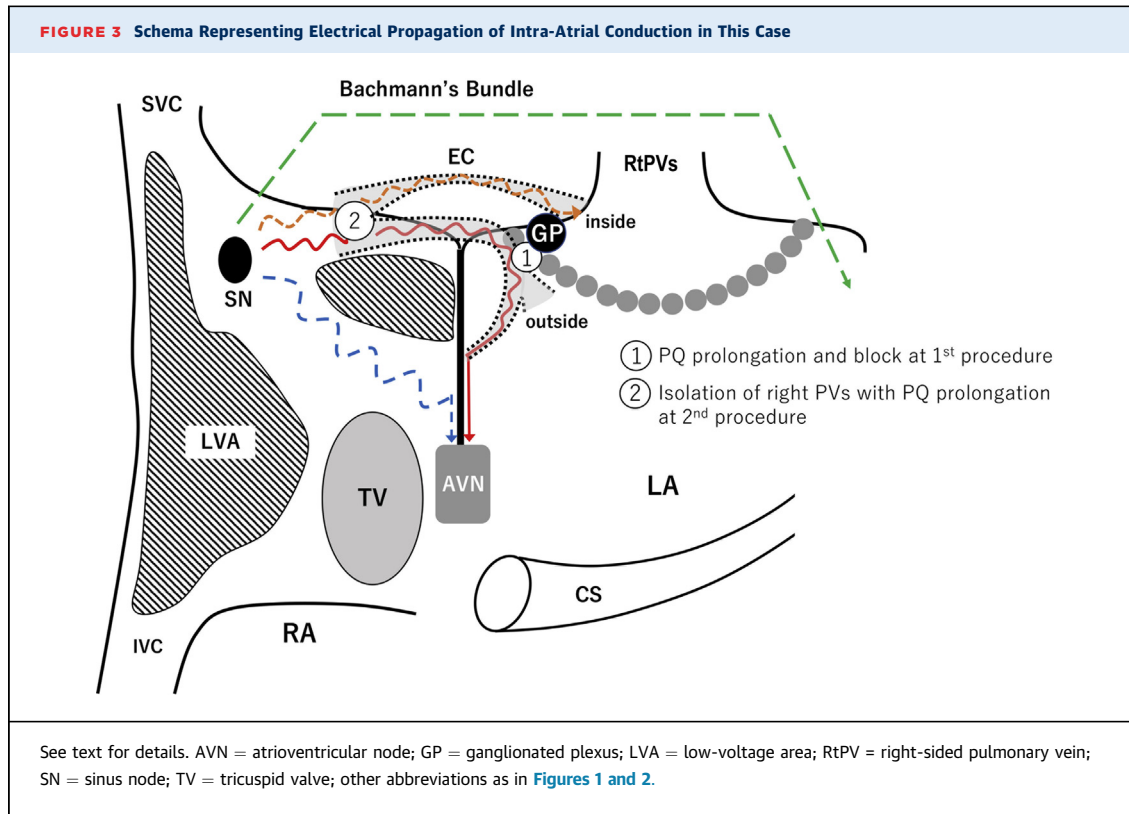 FIGURE 3 Schema Representing Electrical Propagation of Intra-Atrial Conduction in This Case
Bachmann's Bundle
SVC
EC
RtPVs
2
inside
GP
1
SN
outside
1 PQ prolongation and block at 1st procedure
2 Isolation of right PVs with PQ prolongation
at 2nd procedure
LVA
TV
AVN
LA
CS
RA
IVC
See text for details. AVN = atrioventricular node; GP = ganglionated plexus; LVA = low-voltage area; RtPV = right-sided pulmonary vein;
SN = sinus node; TV = tricuspid valve; other abbreviations as in Figures 1 and 2.